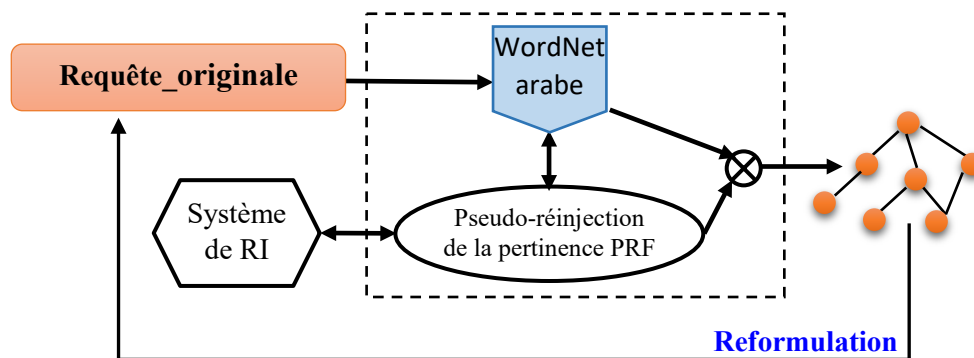 Requête_originale
WordNet
arabe
Système
de RI
Pseudo-réinjection
de la pertinence PRF
Reformulation